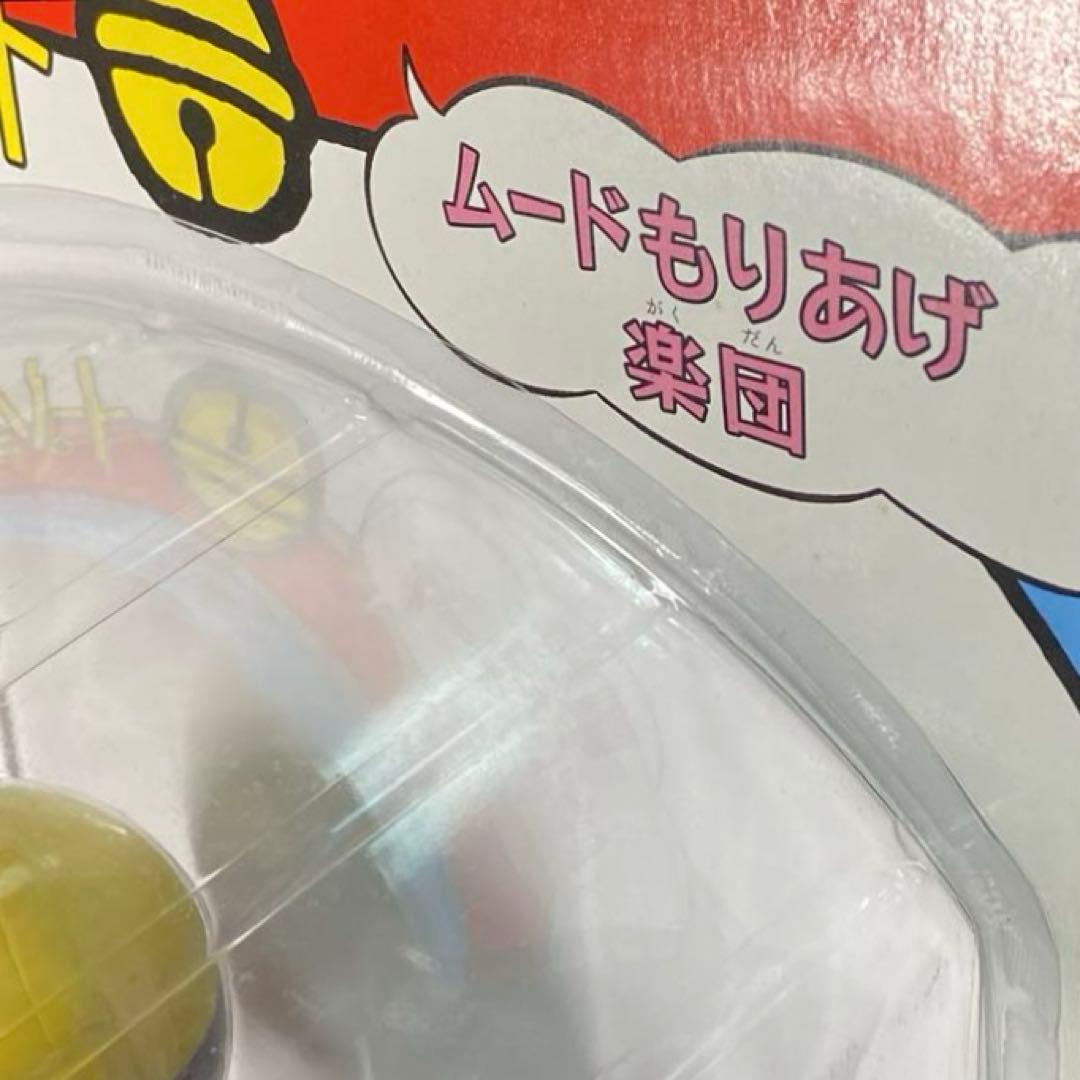 ムードもりあげ
がく だん
楽団